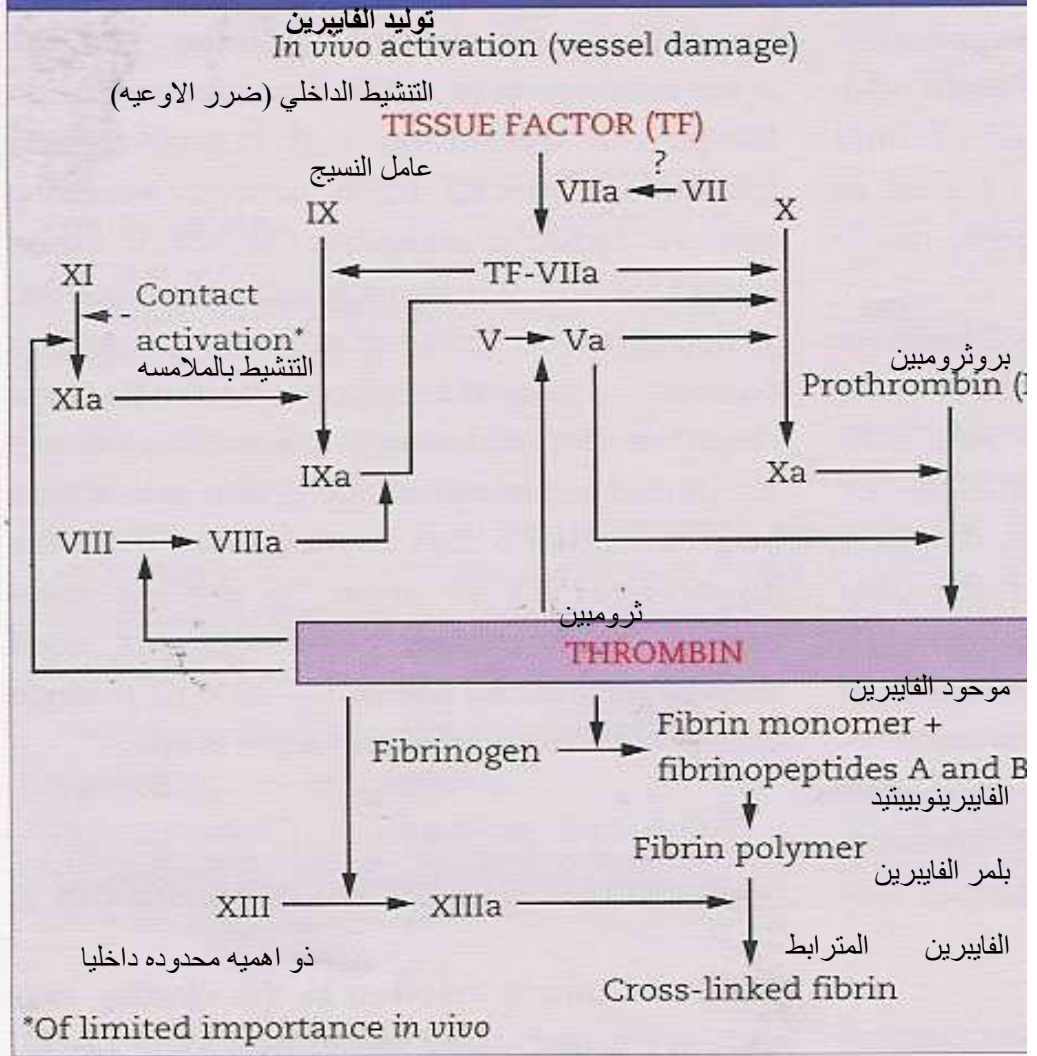 توليد الفايبرين
In vivo activation (vessel damage)
التنشيط الداخلي (ضرر الاوعيه)
TISSUE FACTOR (TF)
عامل النسيج
?
VIIa
VII
IX
X
TF-VIIa
XI
Contact
activation*
التنشيط بالملامسه
V
Va
بروثرومبين
Prothrombin (I
XIa
IXa
Xa
VIII
VIIIa
ثرومبين
THROMBIN
موحود الفايبرين
Fibrinogen
Fibrin monomer +
fibrinopeptides A and B
الفايبرينوبيبتيد
Fibrin polymer
بلمر الفايبرين
XIII
XIIIa
ذو اهميه محدوده داخليا
الفايبرين المترابط
Cross-linked fibrin
*Of limited importance in vivo